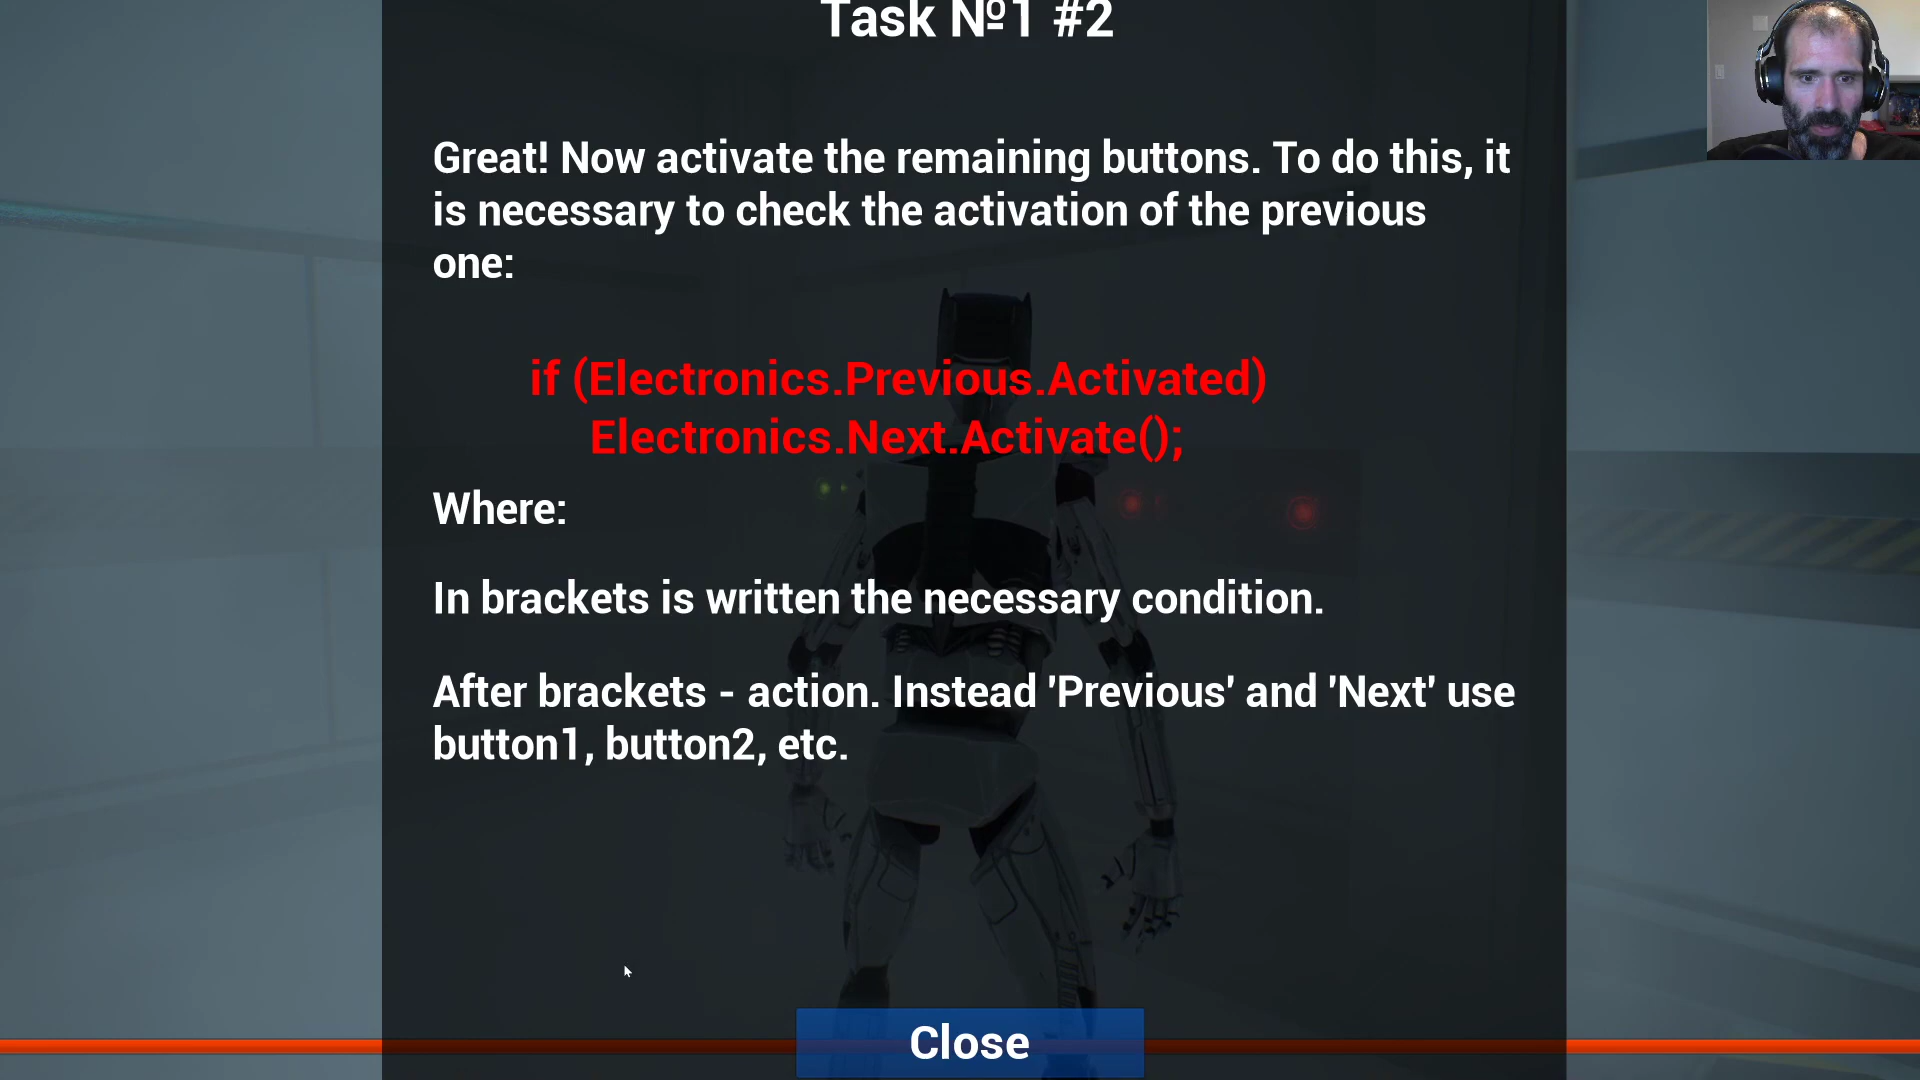 Task №1 #2
Great! Now activate the remaining buttons. To do this, it
is necessary to check the activation of the previous
one:
if (Electronics.Previous.Activated)
Electronics.Next.Activate();
Where:
In brackets is written the necessary condition.
After brackets - action. Instead 'Previous' and 'Next' use
button1, button2, etc.
Close